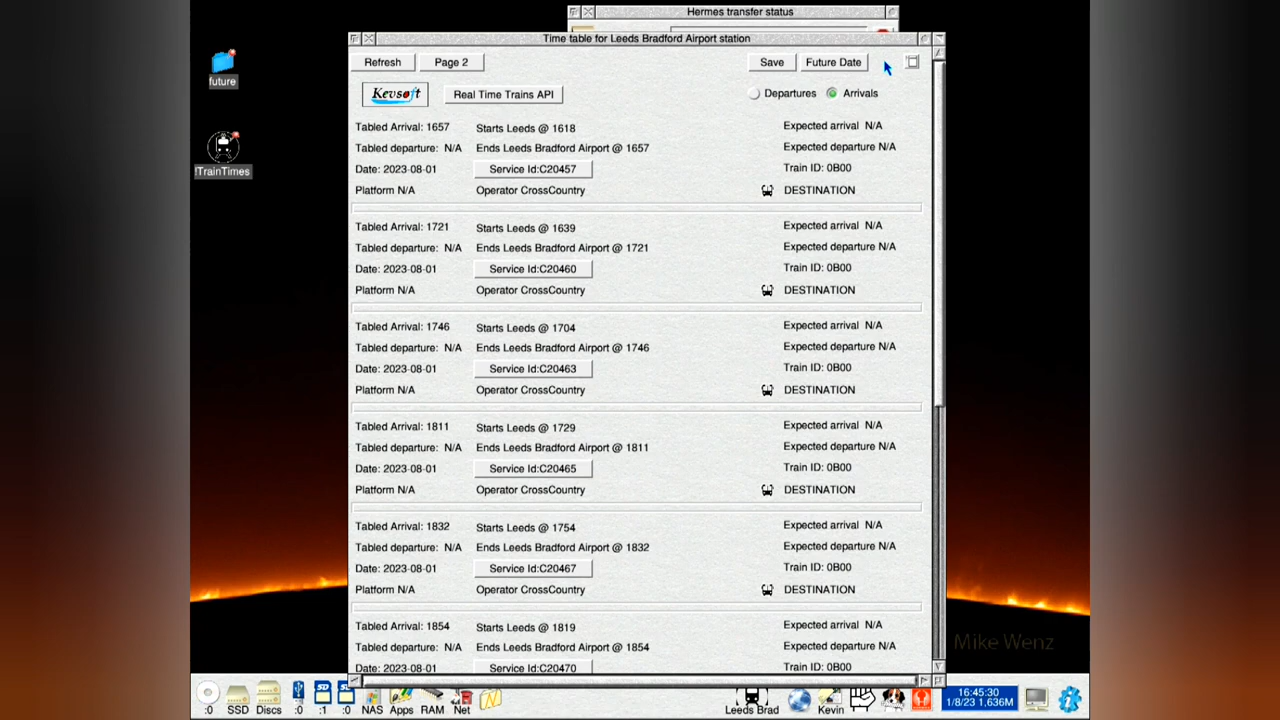 Hermes transfer status
Time table for Leeds Bradford Airport station
Refresh Page 2 Save Future Date
Kevsoft Real Time Trains API Departures Arrivals
Tabled Arrival: 1657 Starts Leeds @ 1618 Expected arrival N/A
Tabled departure: N/A Ends Leeds Bradford Airport @ 1657 Expected departure N/A
Date: 2023-08-01 Service Id:C20457 Train ID: 0B00
Platform N/A Operator CrossCountry DESTINATION
Tabled Arrival: 1721 Starts Leeds @ 1639 Expected arrival N/A
Tabled departure: N/A Ends Leeds Bradford Airport @ 1721 Expected departure N/A
Date: 2023-08-01 Service Id:C20460 Train ID: 0B00
Platform N/A Operator CrossCountry DESTINATION
Tabled Arrival: 1746 Starts Leeds @ 1704 Expected arrival N/A
Tabled departure: N/A Ends Leeds Bradford Airport @ 1746 Expected departure N/A
Date: 2023-08-01 Service Id:C20463 Train ID: 0B00
Platform N/A Operator CrossCountry DESTINATION
Tabled Arrival: 1811 Starts Leeds @ 1729 Expected arrival N/A
Tabled departure: N/A Ends Leeds Bradford Airport @ 1811 Expected departure N/A
Date: 2023-08-01 Service Id:C20465 Train ID: 0B00
Platform N/A Operator CrossCountry DESTINATION
Tabled Arrival: 1832 Starts Leeds @ 1754 Expected arrival N/A
Tabled departure: N/A Ends Leeds Bradford Airport @ 1832 Expected departure N/A
Date: 2023-08-01 Service Id:C20467 Train ID: 0B00
Platform N/A Operator CrossCountry DESTINATION
Tabled Arrival: 1854 Starts Leeds @ 1819 Expected arrival N/A
Tabled departure: N/A Ends Leeds Bradford Airport @ 1854 Expected departure N/A
Date: 2023-08-01 Service Id:C20470 Train ID: 0B00
future
!TrainTimes
Mike Wenz
:0 SSD Discs :0 :1 :0 NAS Apps RAM Net Leeds Brad Kevin
16:45:30
1/8/23 1,636M